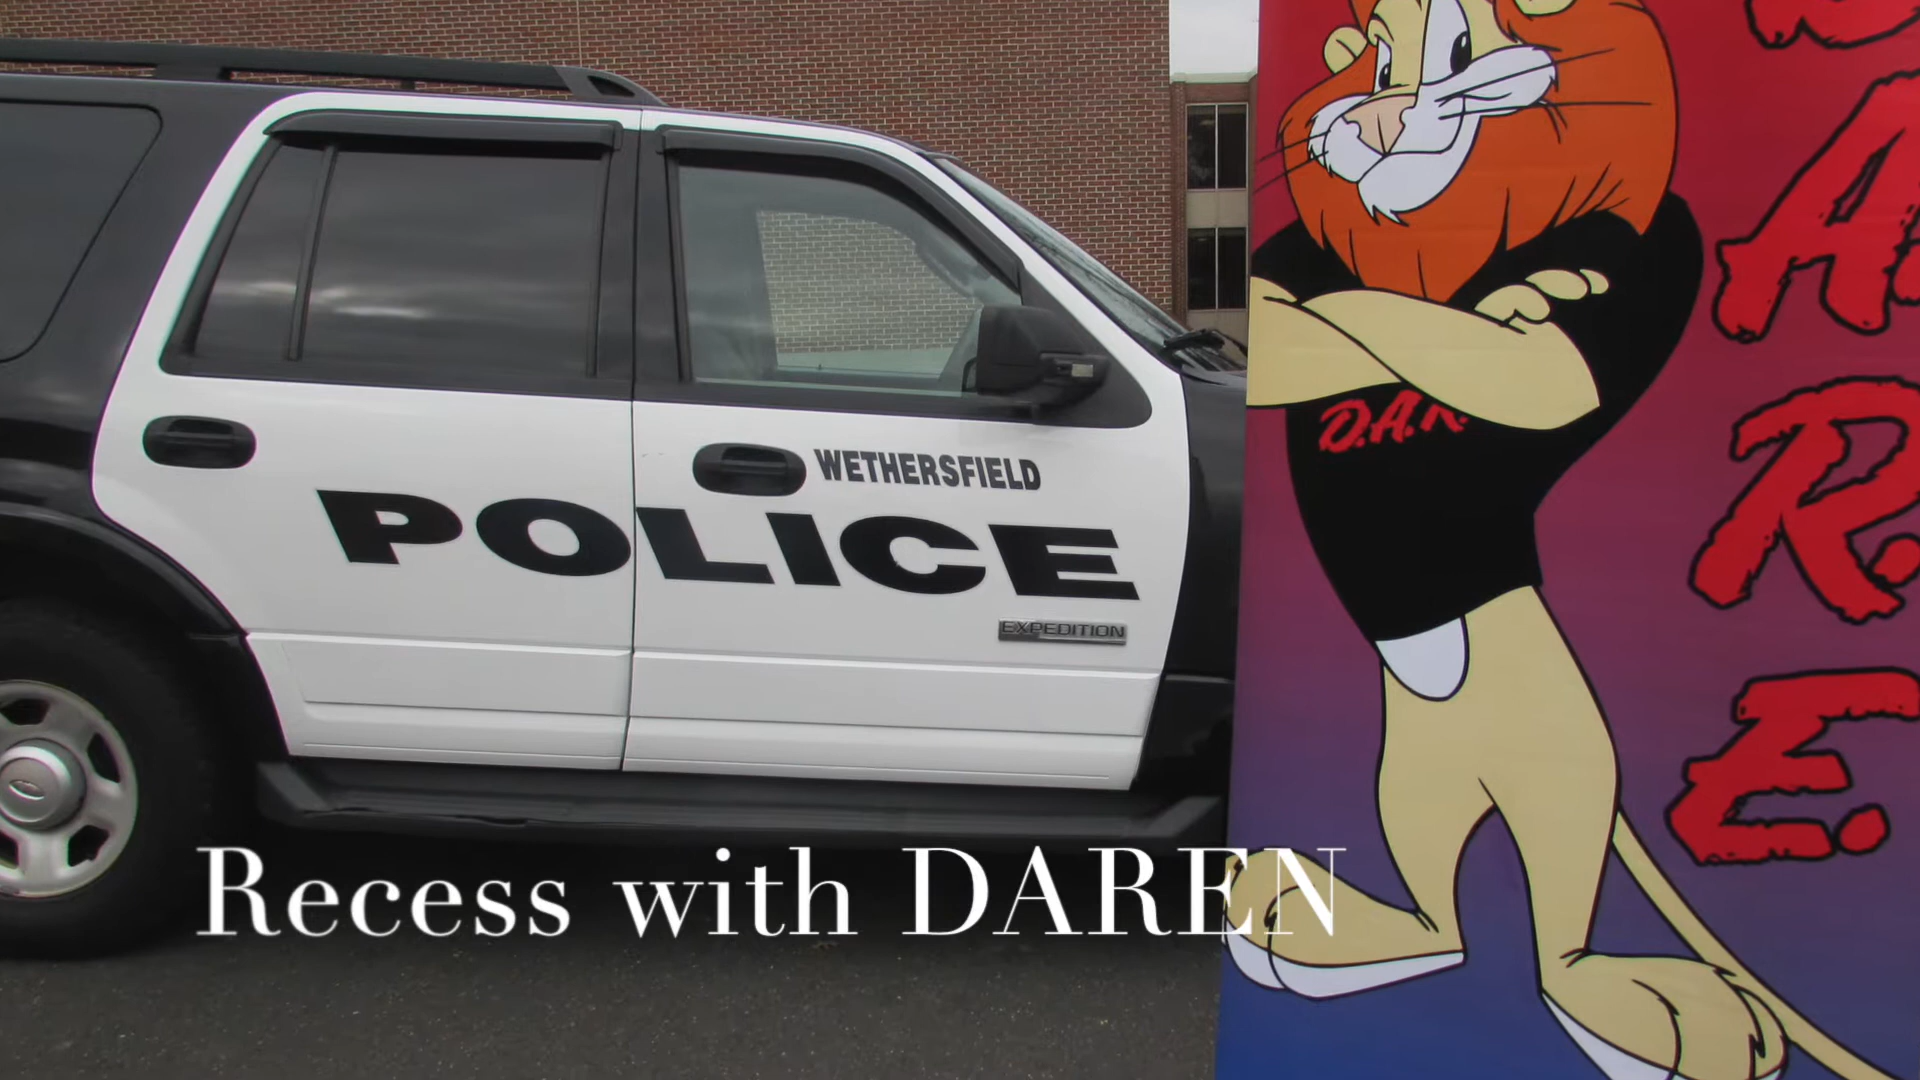 WETHERSFIELD
POLICE
EXPEDITION
D.A.R.
A.
R.
E.
Recess with DAREN